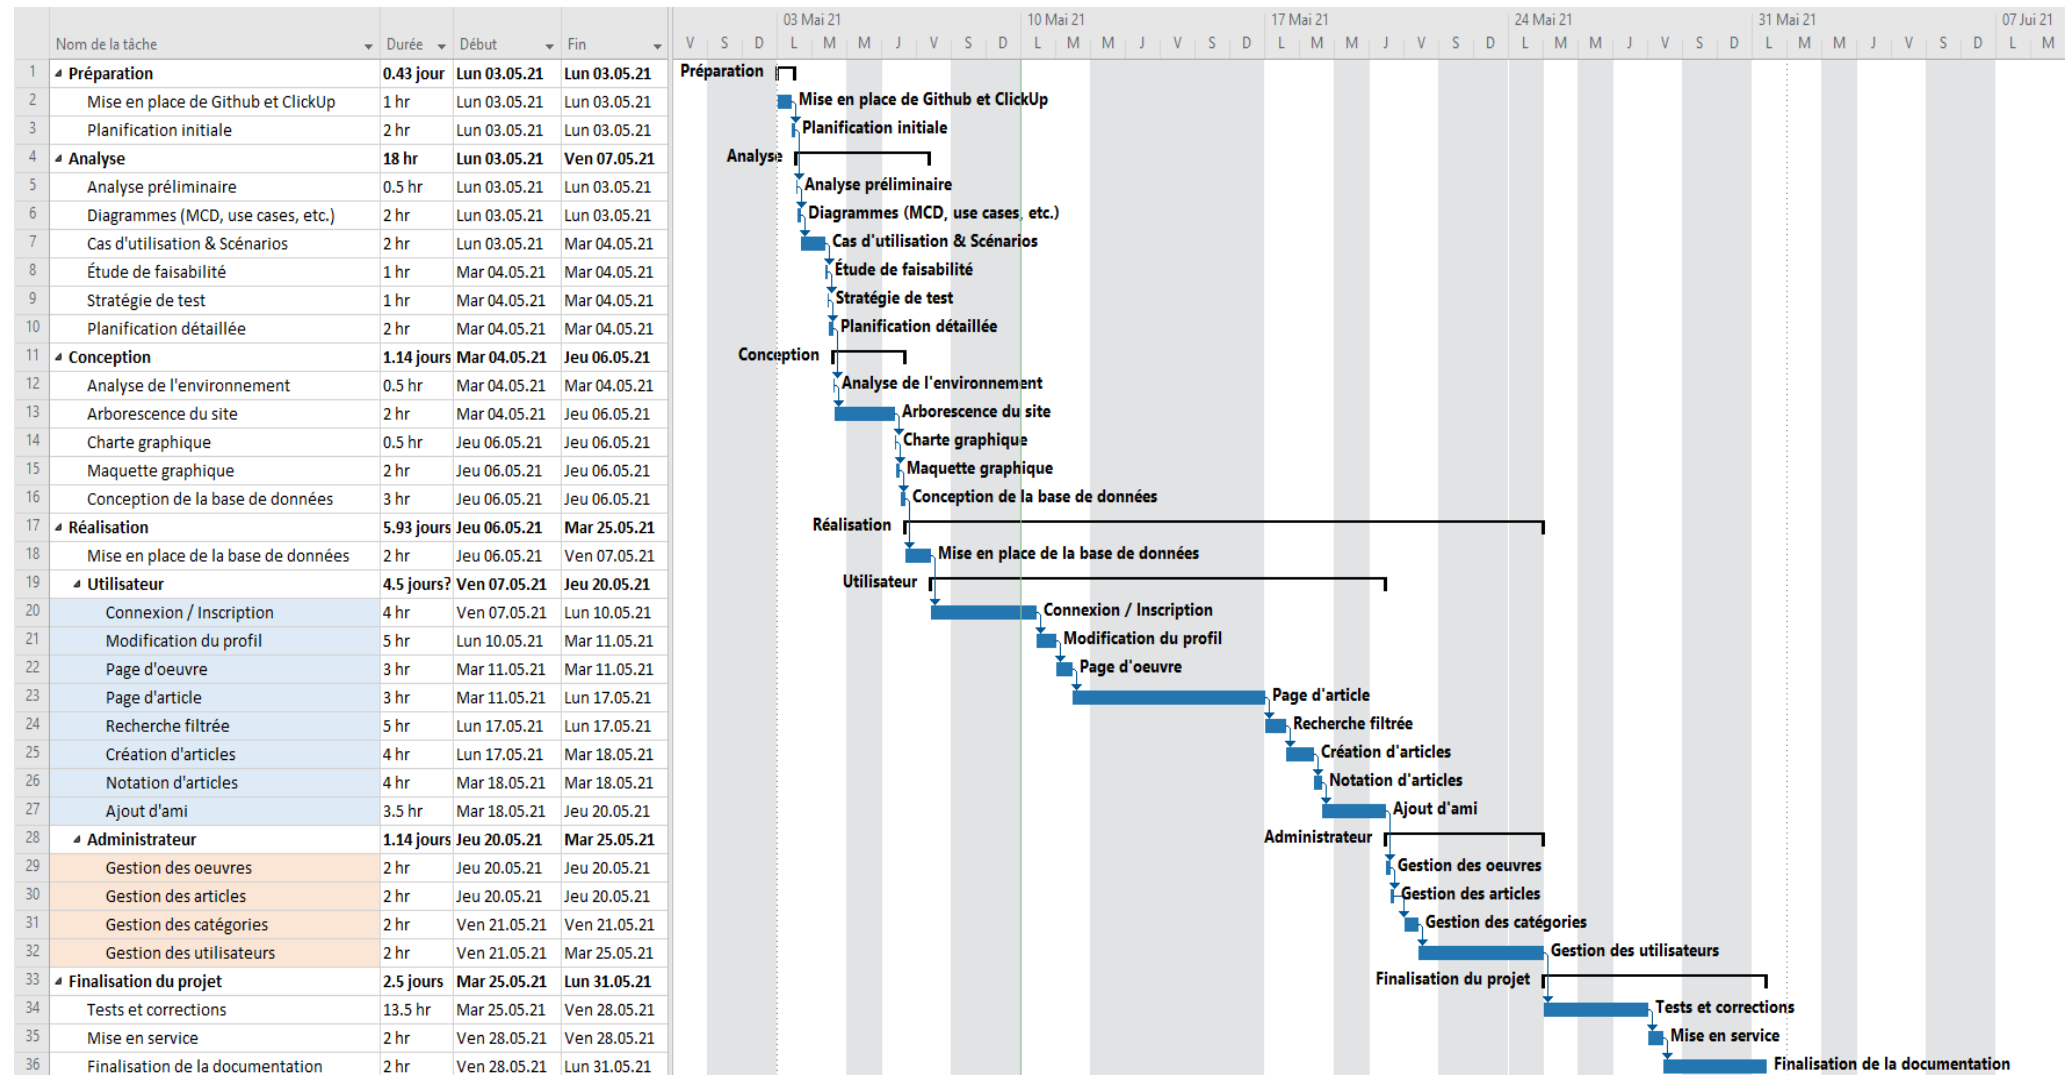 03 Mai 21 10 Mai 21 17 Mai 21 24 Mai 21 31 Mai 21 07 Jui 21
Nom de la tâche Durée Début Fin V S D L M M J V S D L M M J V S D L M M J V S D L M M J V S D L M M J V S D L M
1 Préparation 0.43 jour Lun 03.05.21 Lun 03.05.21 Préparation
2 Mise en place de Github et ClickUp 1 hr Lun 03.05.21 Lun 03.05.21 Mise en place de Github et ClickUp
3 Planification initiale 2 hr Lun 03.05.21 Lun 03.05.21 Planification initiale
4 Analyse 18 hr Lun 03.05.21 Ven 07.05.21 Analyse
5 Analyse préliminaire 0.5 hr Lun 03.05.21 Lun 03.05.21 Analyse préliminaire
6 Diagrammes (MCD, use cases, etc.) 2 hr Lun 03.05.21 Lun 03.05.21 Diagrammes (MCD, use cases, etc.)
7 Cas d'utilisation & Scénarios 2 hr Lun 03.05.21 Mar 04.05.21 Cas d'utilisation & Scénarios
8 Étude de faisabilité 1 hr Mar 04.05.21 Mar 04.05.21 Étude de faisabilité
9 Stratégie de test 1 hr Mar 04.05.21 Mar 04.05.21 Stratégie de test
10 Planification détaillée 2 hr Mar 04.05.21 Mar 04.05.21 Planification détaillée
11 Conception 1.14 jours Mar 04.05.21 Jeu 06.05.21 Conception
12 Analyse de l'environnement 0.5 hr Mar 04.05.21 Mar 04.05.21 Analyse de l'environnement
13 Arborescence du site 2 hr Mar 04.05.21 Jeu 06.05.21 Arborescence du site
14 Charte graphique 0.5 hr Jeu 06.05.21 Jeu 06.05.21 Charte graphique
15 Maquette graphique 2 hr Jeu 06.05.21 Jeu 06.05.21 Maquette graphique
16 Conception de la base de données 3 hr Jeu 06.05.21 Jeu 06.05.21 Conception de la base de données
17 Réalisation 5.93 jours Jeu 06.05.21 Mar 25.05.21 Réalisation
18 Mise en place de la base de données 2 hr Jeu 06.05.21 Ven 07.05.21 Mise en place de la base de données
19 Utilisateur 4.5 jours? Ven 07.05.21 Jeu 20.05.21 Utilisateur
20 Connexion / Inscription 4 hr Ven 07.05.21 Lun 10.05.21 Connexion / Inscription
21 Modification du profil 5 hr Lun 10.05.21 Mar 11.05.21 Modification du profil
22 Page d'oeuvre 3 hr Mar 11.05.21 Mar 11.05.21 Page d'oeuvre
23 Page d'article 3 hr Mar 11.05.21 Lun 17.05.21 Page d'article
24 Recherche filtrée 5 hr Lun 17.05.21 Lun 17.05.21 Recherche filtrée
25 Création d'articles 4 hr Lun 17.05.21 Mar 18.05.21 Création d'articles
26 Notation d'articles 4 hr Mar 18.05.21 Mar 18.05.21 Notation d'articles
27 Ajout d'ami 3.5 hr Mar 18.05.21 Jeu 20.05.21 Ajout d'ami
28 Administrateur 1.14 jours Jeu 20.05.21 Mar 25.05.21 Administrateur
29 Gestion des oeuvres 2 hr Jeu 20.05.21 Jeu 20.05.21 Gestion des oeuvres
30 Gestion des articles 2 hr Jeu 20.05.21 Jeu 20.05.21 Gestion des articles
31 Gestion des catégories 2 hr Ven 21.05.21 Ven 21.05.21 Gestion des catégories
32 Gestion des utilisateurs 2 hr Ven 21.05.21 Mar 25.05.21 Gestion des utilisateurs
33 Finalisation du projet 2.5 jours Mar 25.05.21 Lun 31.05.21 Finalisation du projet
34 Tests et corrections 13.5 hr Mar 25.05.21 Ven 28.05.21 Tests et corrections
35 Mise en service 2 hr Ven 28.05.21 Ven 28.05.21 Mise en service
36 Finalisation de la documentation 2 hr Ven 28.05.21 Lun 31.05.21 Finalisation de la documentation